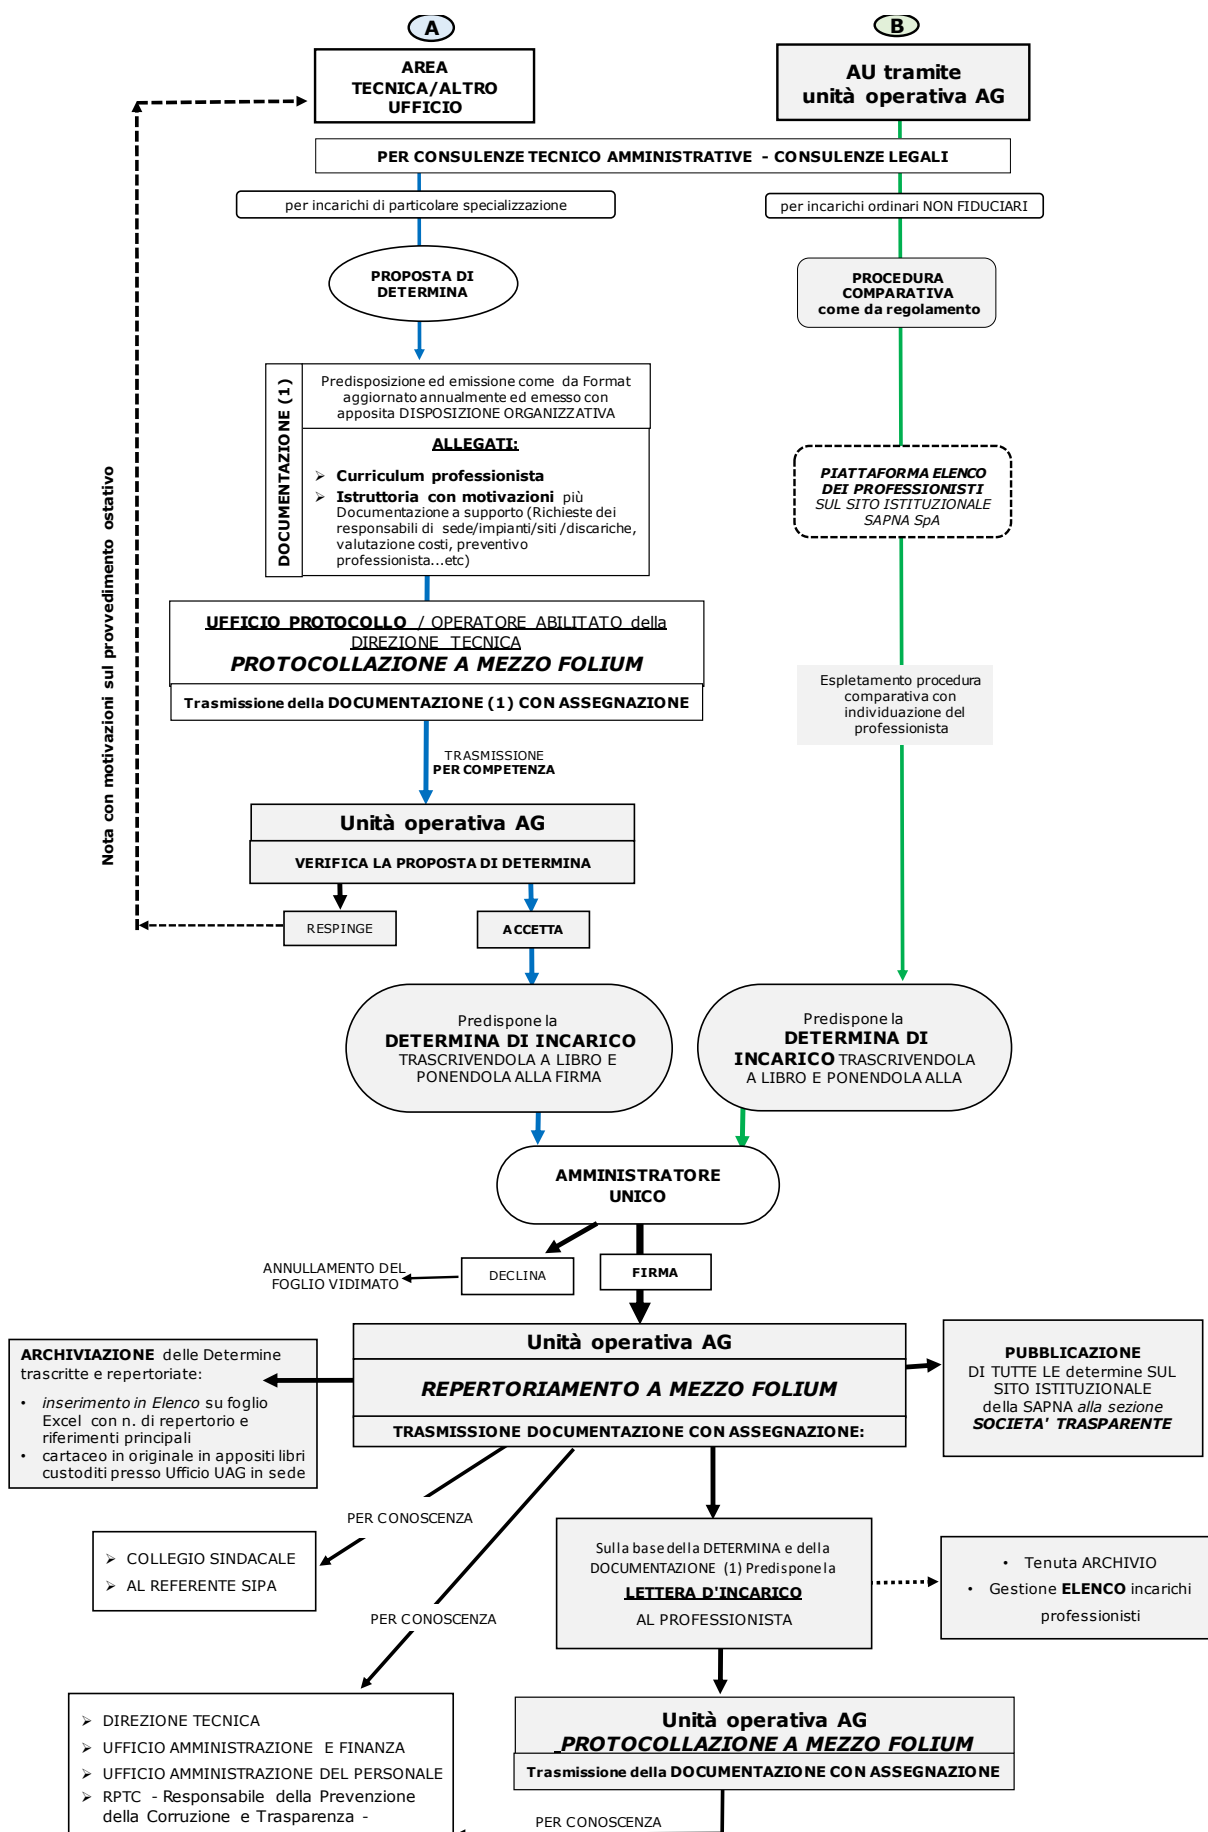 A
B
AREA
TECNICA/ALTRO
UFFICIO
AU tramite
unità operativa AG
PER CONSULENZE TECNICO AMMINISTRATIVE - CONSULENZE LEGALI
per incarichi di particolare specializzazione
per incarichi ordinari NON FIDUCIARI
PROPOSTA DI
DETERMINA
PROCEDURA
COMPARATIVA
come da regolamento
DOCUMENTAZIONE (1)
Predisposizione ed emissione come da Format
aggiornato annualmente ed emesso con
apposita DISPOSIZIONE ORGANIZZATIVA
ALLEGATI:
➢ Curriculum professionista
➢ Istruttoria con motivazioni più
Documentazione a supporto (Richieste dei
responsabili di sede/impianti/siti /discariche,
valutazione costi, preventivo
professionista...etc)
PIATTAFORMA ELENCO
DEI PROFESSIONISTI
SUL SITO ISTITUZIONALE
SAPNA SpA
Nota con motivazioni sul provvedimento ostativo
UFFICIO PROTOCOLLO / OPERATORE ABILITATO della
DIREZIONE TECNICA
PROTOCOLLAZIONE A MEZZO FOLIUM
Trasmissione della DOCUMENTAZIONE (1) CON ASSEGNAZIONE
Espletamento procedura
comparativa con
individuazione del
professionista
TRASMISSIONE
PER COMPETENZA
Unità operativa AG
VERIFICA LA PROPOSTA DI DETERMINA
RESPINGE
ACCETTA
Predispone la
DETERMINA DI INCARICO
TRASCRIVENDOLA A LIBRO E
PONENDOLA ALLA FIRMA
Predispone la
DETERMINA DI
INCARICO TRASCRIVENDOLA
A LIBRO E PONENDOLA ALLA
AMMINISTRATORE
UNICO
ANNULLAMENTO DEL
FOGLIO VIDIMATO
DECLINA
FIRMA
Unità operativa AG
REPERTORIAMENTO A MEZZO FOLIUM
TRASMISSIONE DOCUMENTAZIONE CON ASSEGNAZIONE:
ARCHIVIAZIONE delle Determine
trascritte e repertoriate:
• inserimento in Elenco su foglio
Excel con n. di repertorio e
riferimenti principali
• cartaceo in originale in appositi libri
custoditi presso Ufficio UAG in sede
PUBBLICAZIONE
DI TUTTE LE determine SUL
SITO ISTITUZIONALE
della SAPNA alla sezione
SOCIETA' TRASPARENTE
PER CONOSCENZA
➢ COLLEGIO SINDACALE
➢ AL REFERENTE SIPA
Sulla base della DETERMINA e della
DOCUMENTAZIONE (1) Predispone la
LETTERA D'INCARICO
AL PROFESSIONISTA
• Tenuta ARCHIVIO
• Gestione ELENCO incarichi
professionisti
PER CONOSCENZA
➢ DIREZIONE TECNICA
➢ UFFICIO AMMINISTRAZIONE E FINANZA
➢ UFFICIO AMMINISTRAZIONE DEL PERSONALE
➢ RPTC - Responsabile della Prevenzione
della Corruzione e Trasparenza -
Unità operativa AG
PROTOCOLLAZIONE A MEZZO FOLIUM
Trasmissione della DOCUMENTAZIONE CON ASSEGNAZIONE
PER CONOSCENZA